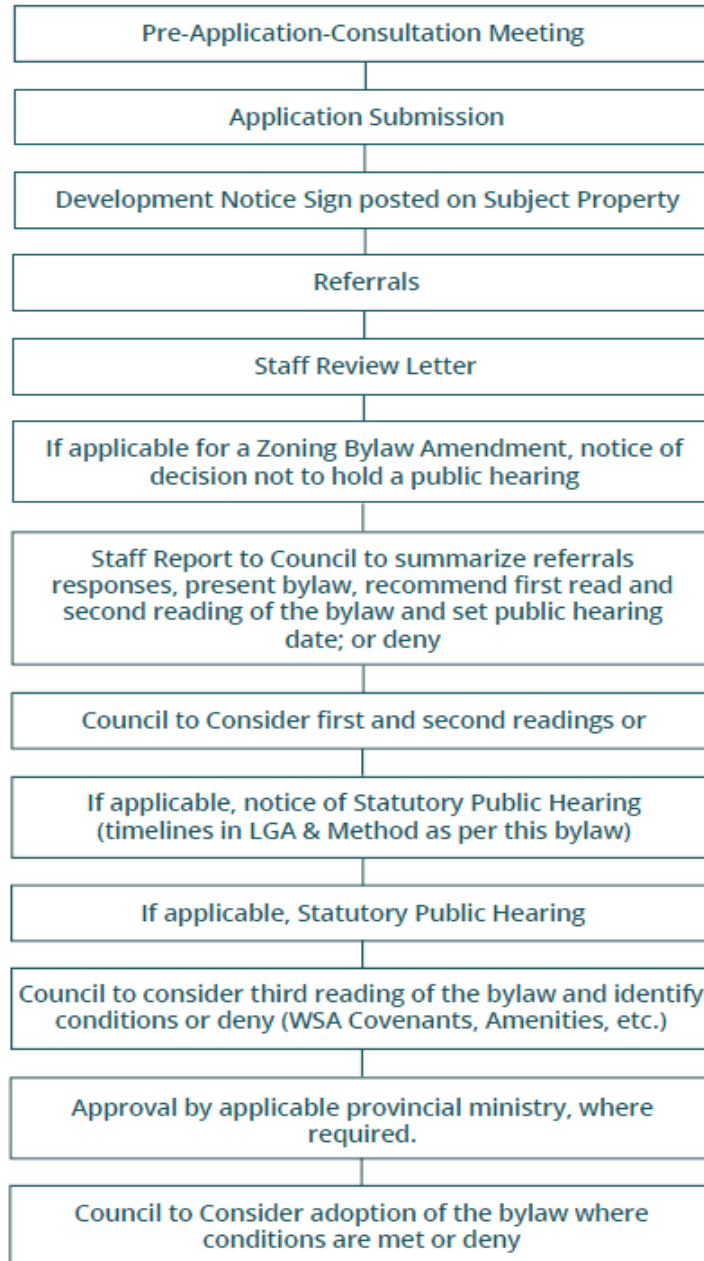 Pre-Application-Consultation Meeting
Application Submission
Development Notice Sign posted on Subject Property
Referrals
Staff Review Letter
If applicable for a Zoning Bylaw Amendment, notice of
decision not to hold a public hearing
Staff Report to Council to summarize referrals
responses, present bylaw, recommend first read and
second reading of the bylaw and set public hearing
date; or deny
Council to Consider first and second readings or
If applicable, notice of Statutory Public Hearing
(timelines in LGA & Method as per this bylaw)
If applicable, Statutory Public Hearing
Council to consider third reading of the bylaw and identify
conditions or deny (WSA Covenants, Amenities, etc.)
Approval by applicable provincial ministry, where
required.
Council to Consider adoption of the bylaw where
conditions are met or deny